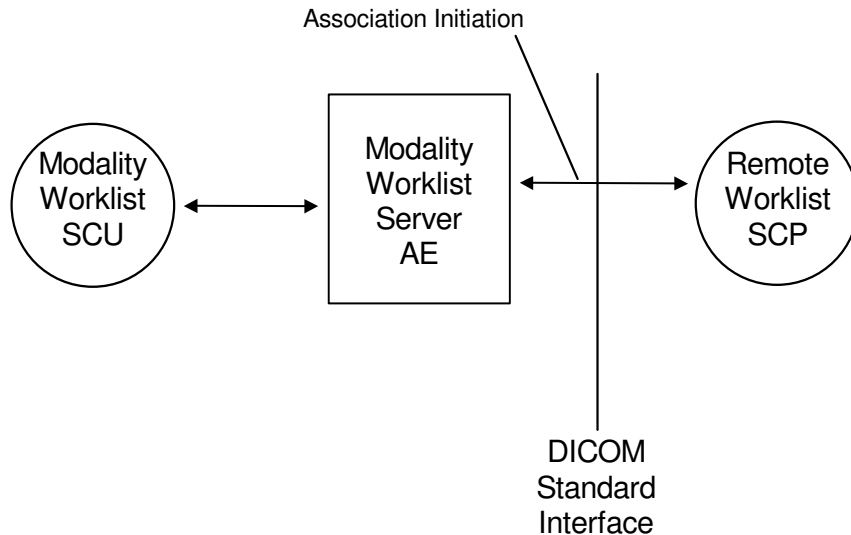 Association Initiation
Modality
Worklist
SCU
Modality
Worklist
Server
AE
Remote
Worklist
SCP
DICOM
Standard
Interface